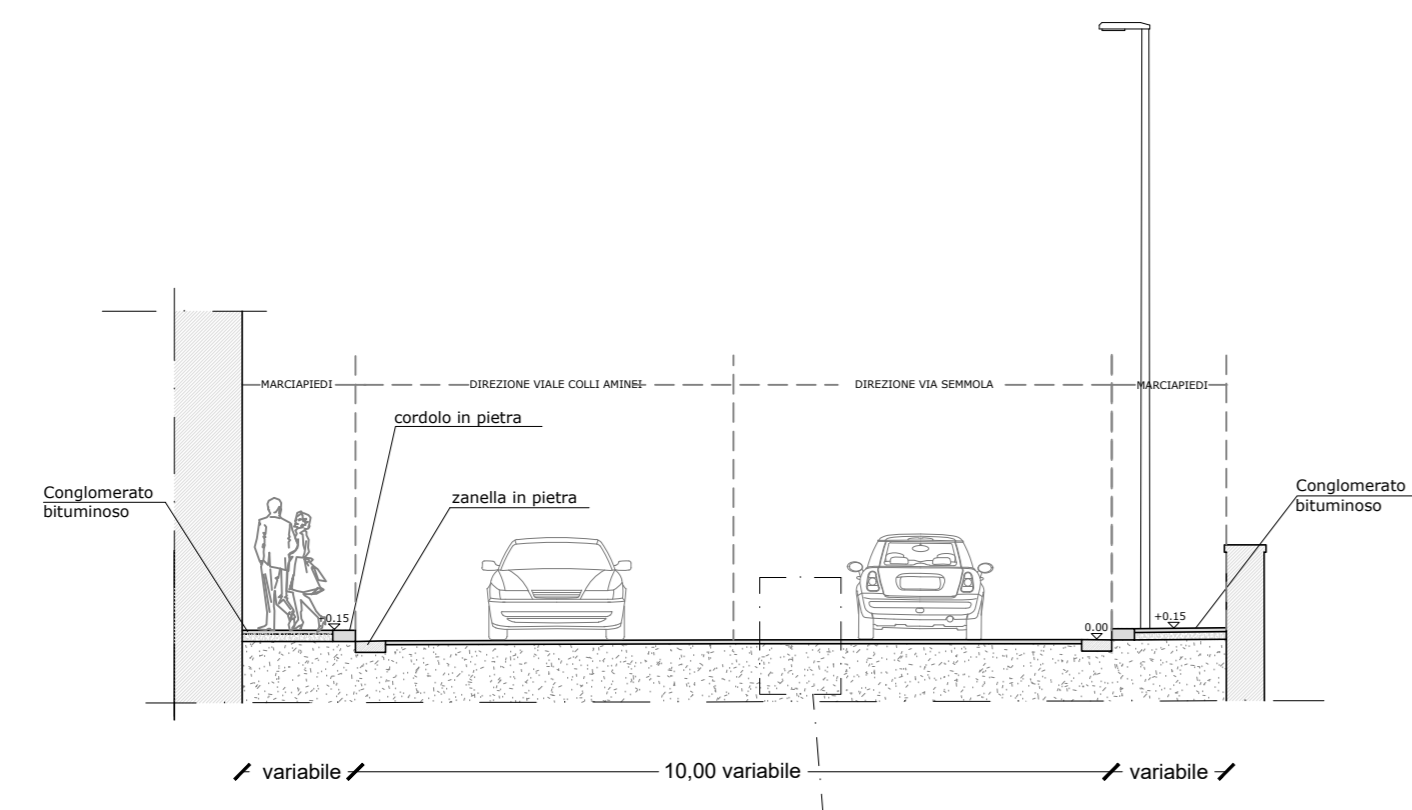 MARCIAPIEDI
DIREZIONE VIALE COLLI AMINEI
DIREZIONE VIA SEMMOLA
MARCIAPIEDI
cordolo in pietra
zanella in pietra
Conglomerato
bituminoso
Conglomerato
bituminoso
+0.15
0.00
+0.15
variabile
10,00 variabile
variabile